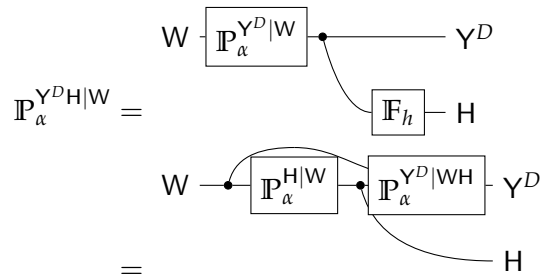 W ℙ_α^{Y^D|W} Y^D
ℙ_α^{Y^D H|W} = 𝔽_h H
W ℙ_α^{H|W} ℙ_α^{Y^D|WH} Y^D
= H